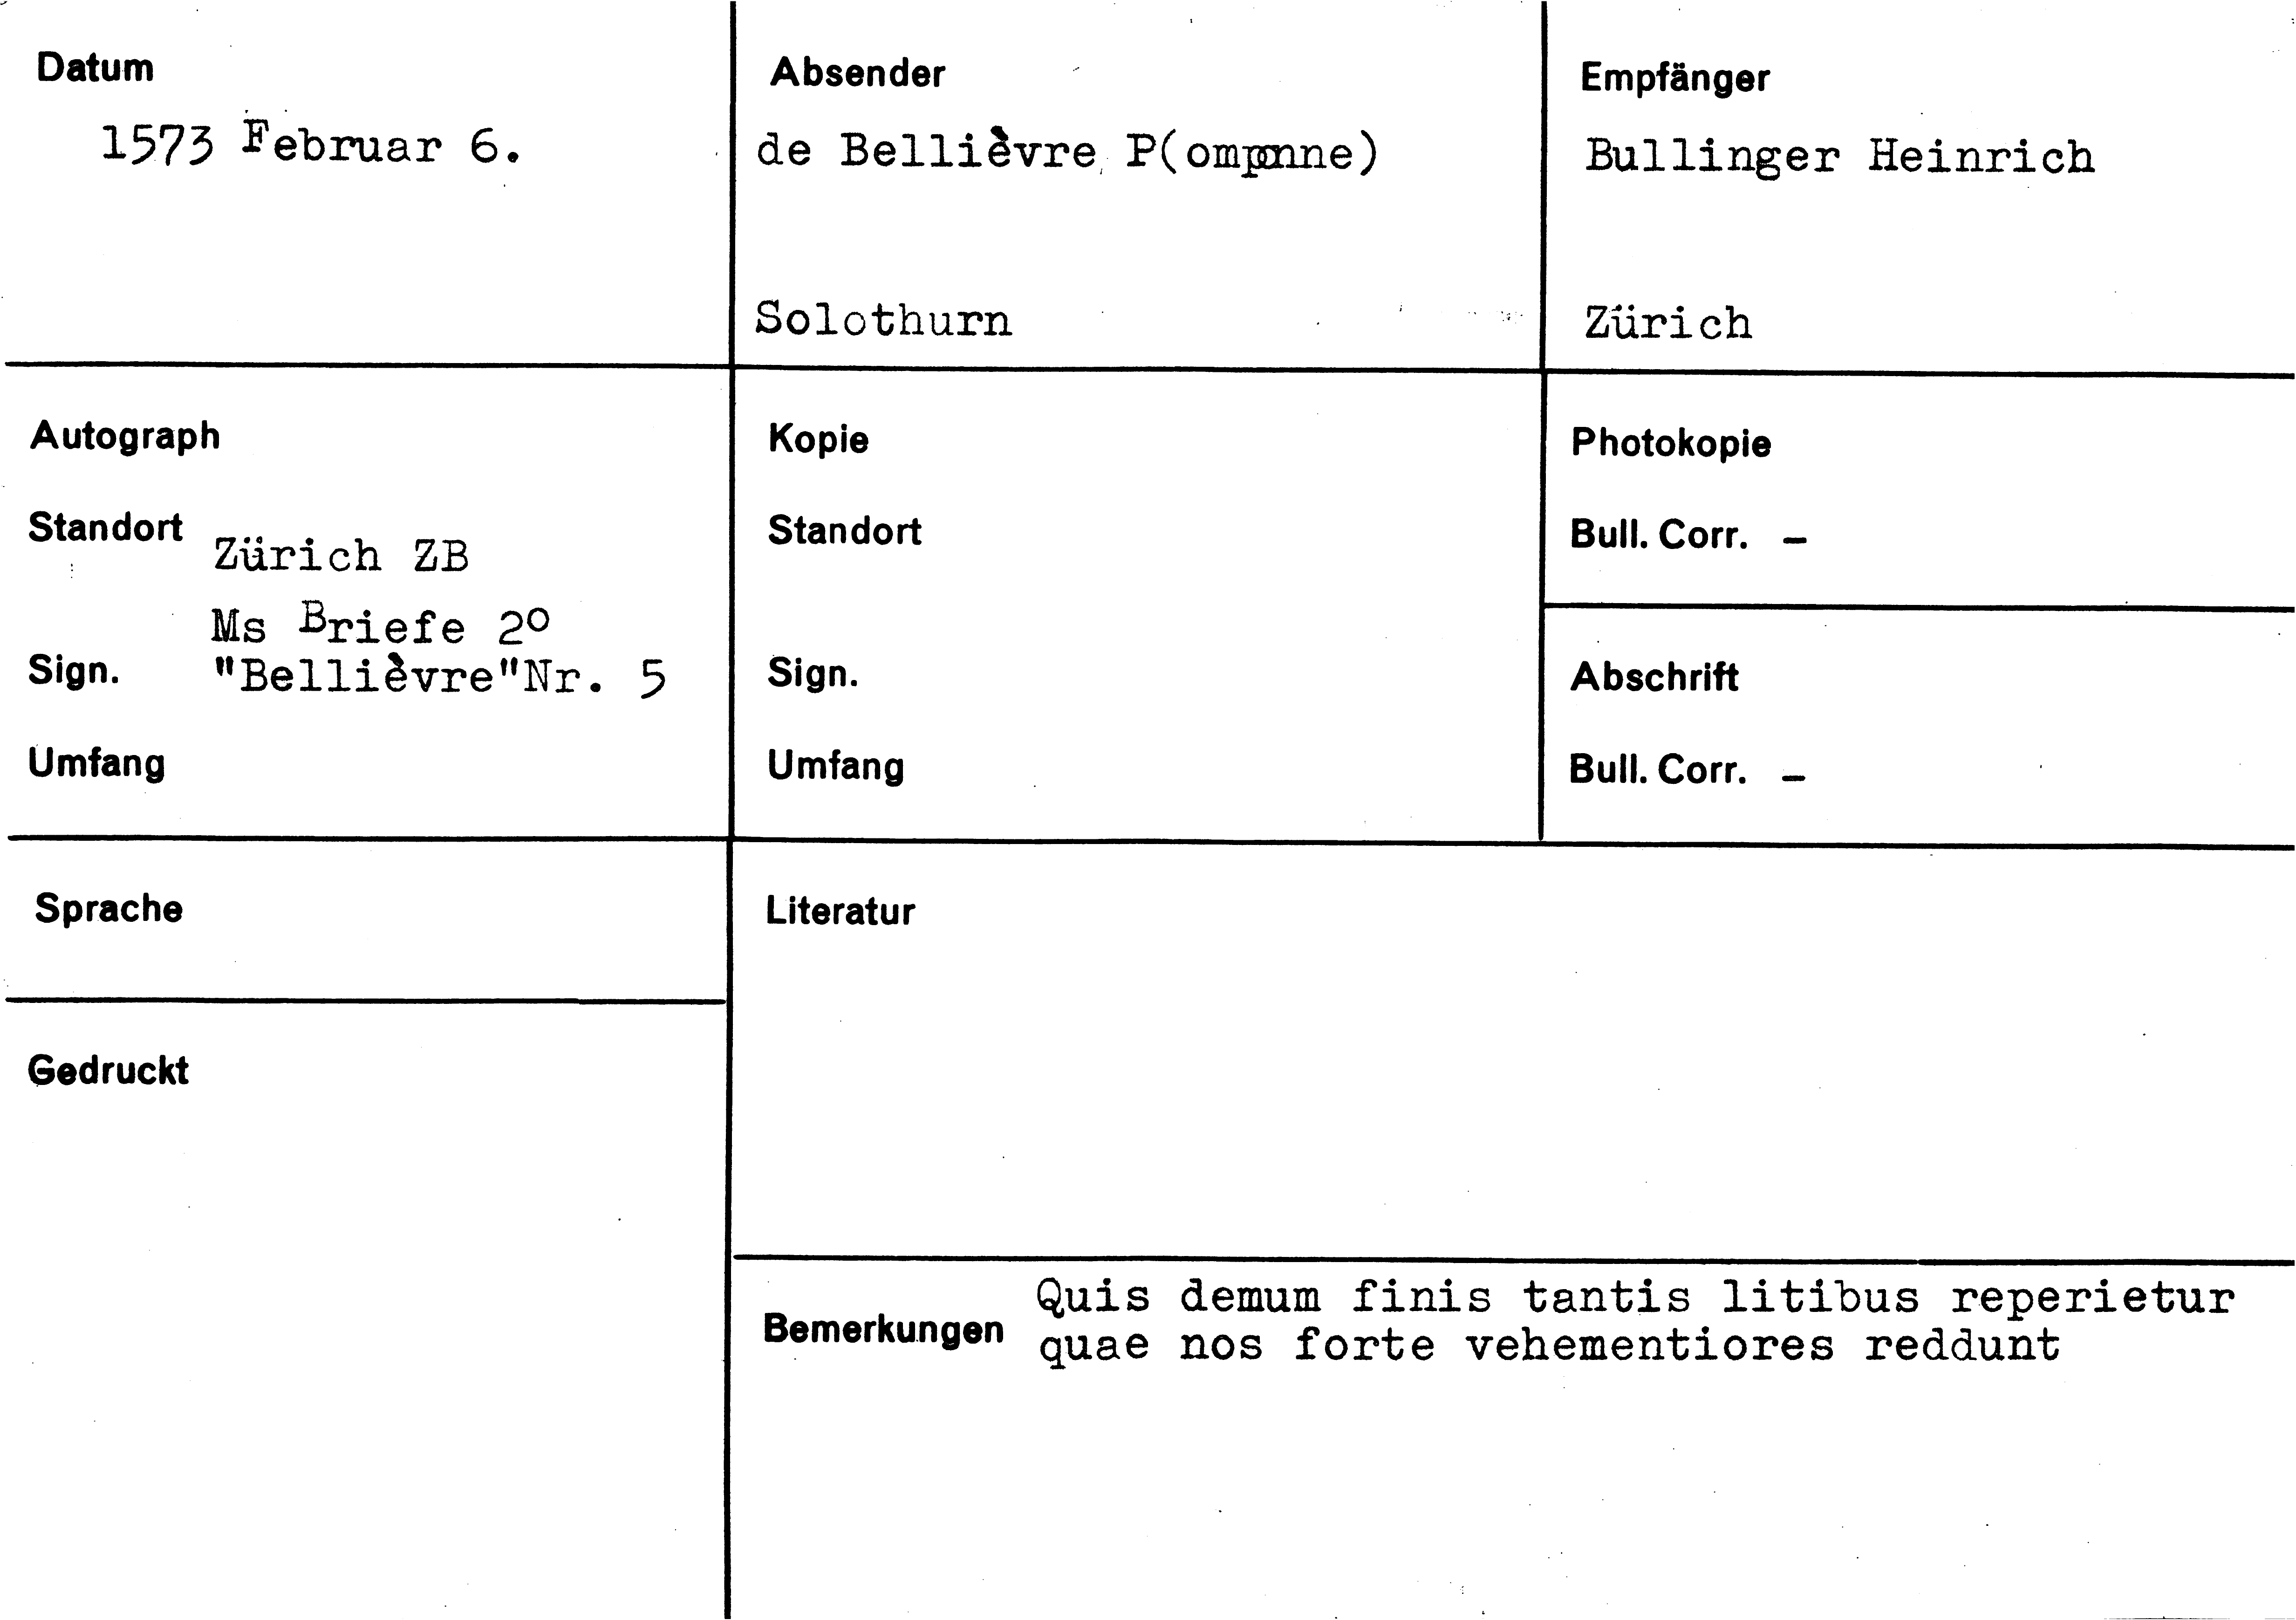 Datum
1573 Februar 6.
Absender
de Bellièvre P(omponne)
Solothurn
Empfänger
Bullinger Heinrich
Zürich
Autograph
Standort Zürich ZB
Ms Briefe 2º
Sign. "Bellièvre"Nr. 5
Umfang
Kopie
Standort
Sign.
Umfang
Photokopie
Bull. Corr. –
Abschrift
Bull. Corr. –
Sprache
Gedruckt
Literatur
Bemerkungen
Quis demum finis tantis litibus reperietur
quae nos forte vehementiores reddunt